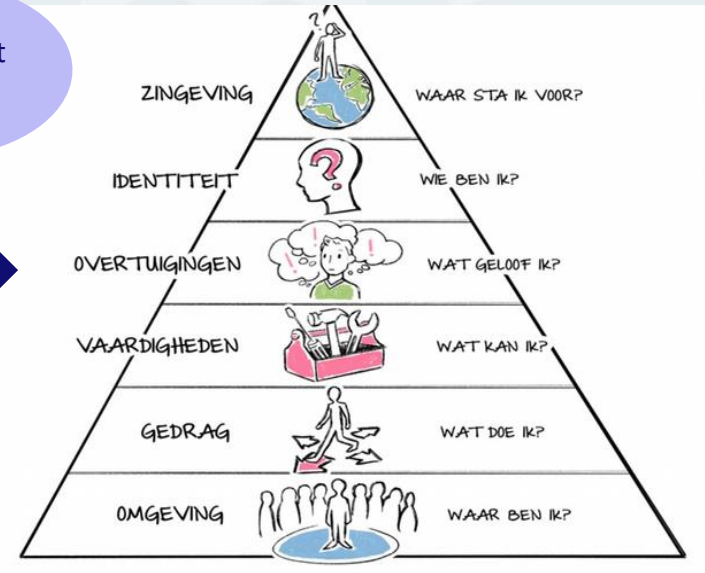 t
?
ZINGEVING WAAR STA IK VOOR?
?
IDENTITEIT WIE BEN IK?
! ! !
OVERTUIGINGEN WAT GELOOF IK?
VAARDIGHEDEN WAT KAN IK?
GEDRAG WAT DOE IK?
OMGEVING WAAR BEN IK?